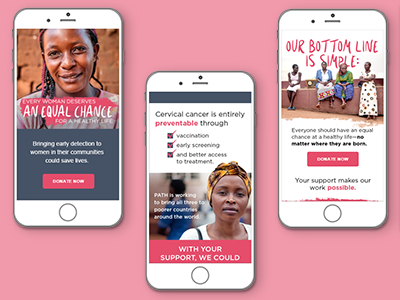 EVERY WOMAN DESERVES
AN EQUAL CHANCE
FOR A HEALTHY LIFE
Bringing early detection to
women in their communities
could save lives.
DONATE NOW
Cervical cancer is entirely
preventable through
vaccination
early screening
and better access
to treatment.
PATH is working
to bring all three to
poorer countries
around the world.
WITH YOUR
SUPPORT, WE COULD
OUR BOTTOM LINE
IS SIMPLE:
Everyone should have an equal
chance at a healthy life—no
matter where they are born.
DONATE NOW
Your support makes our
work possible.